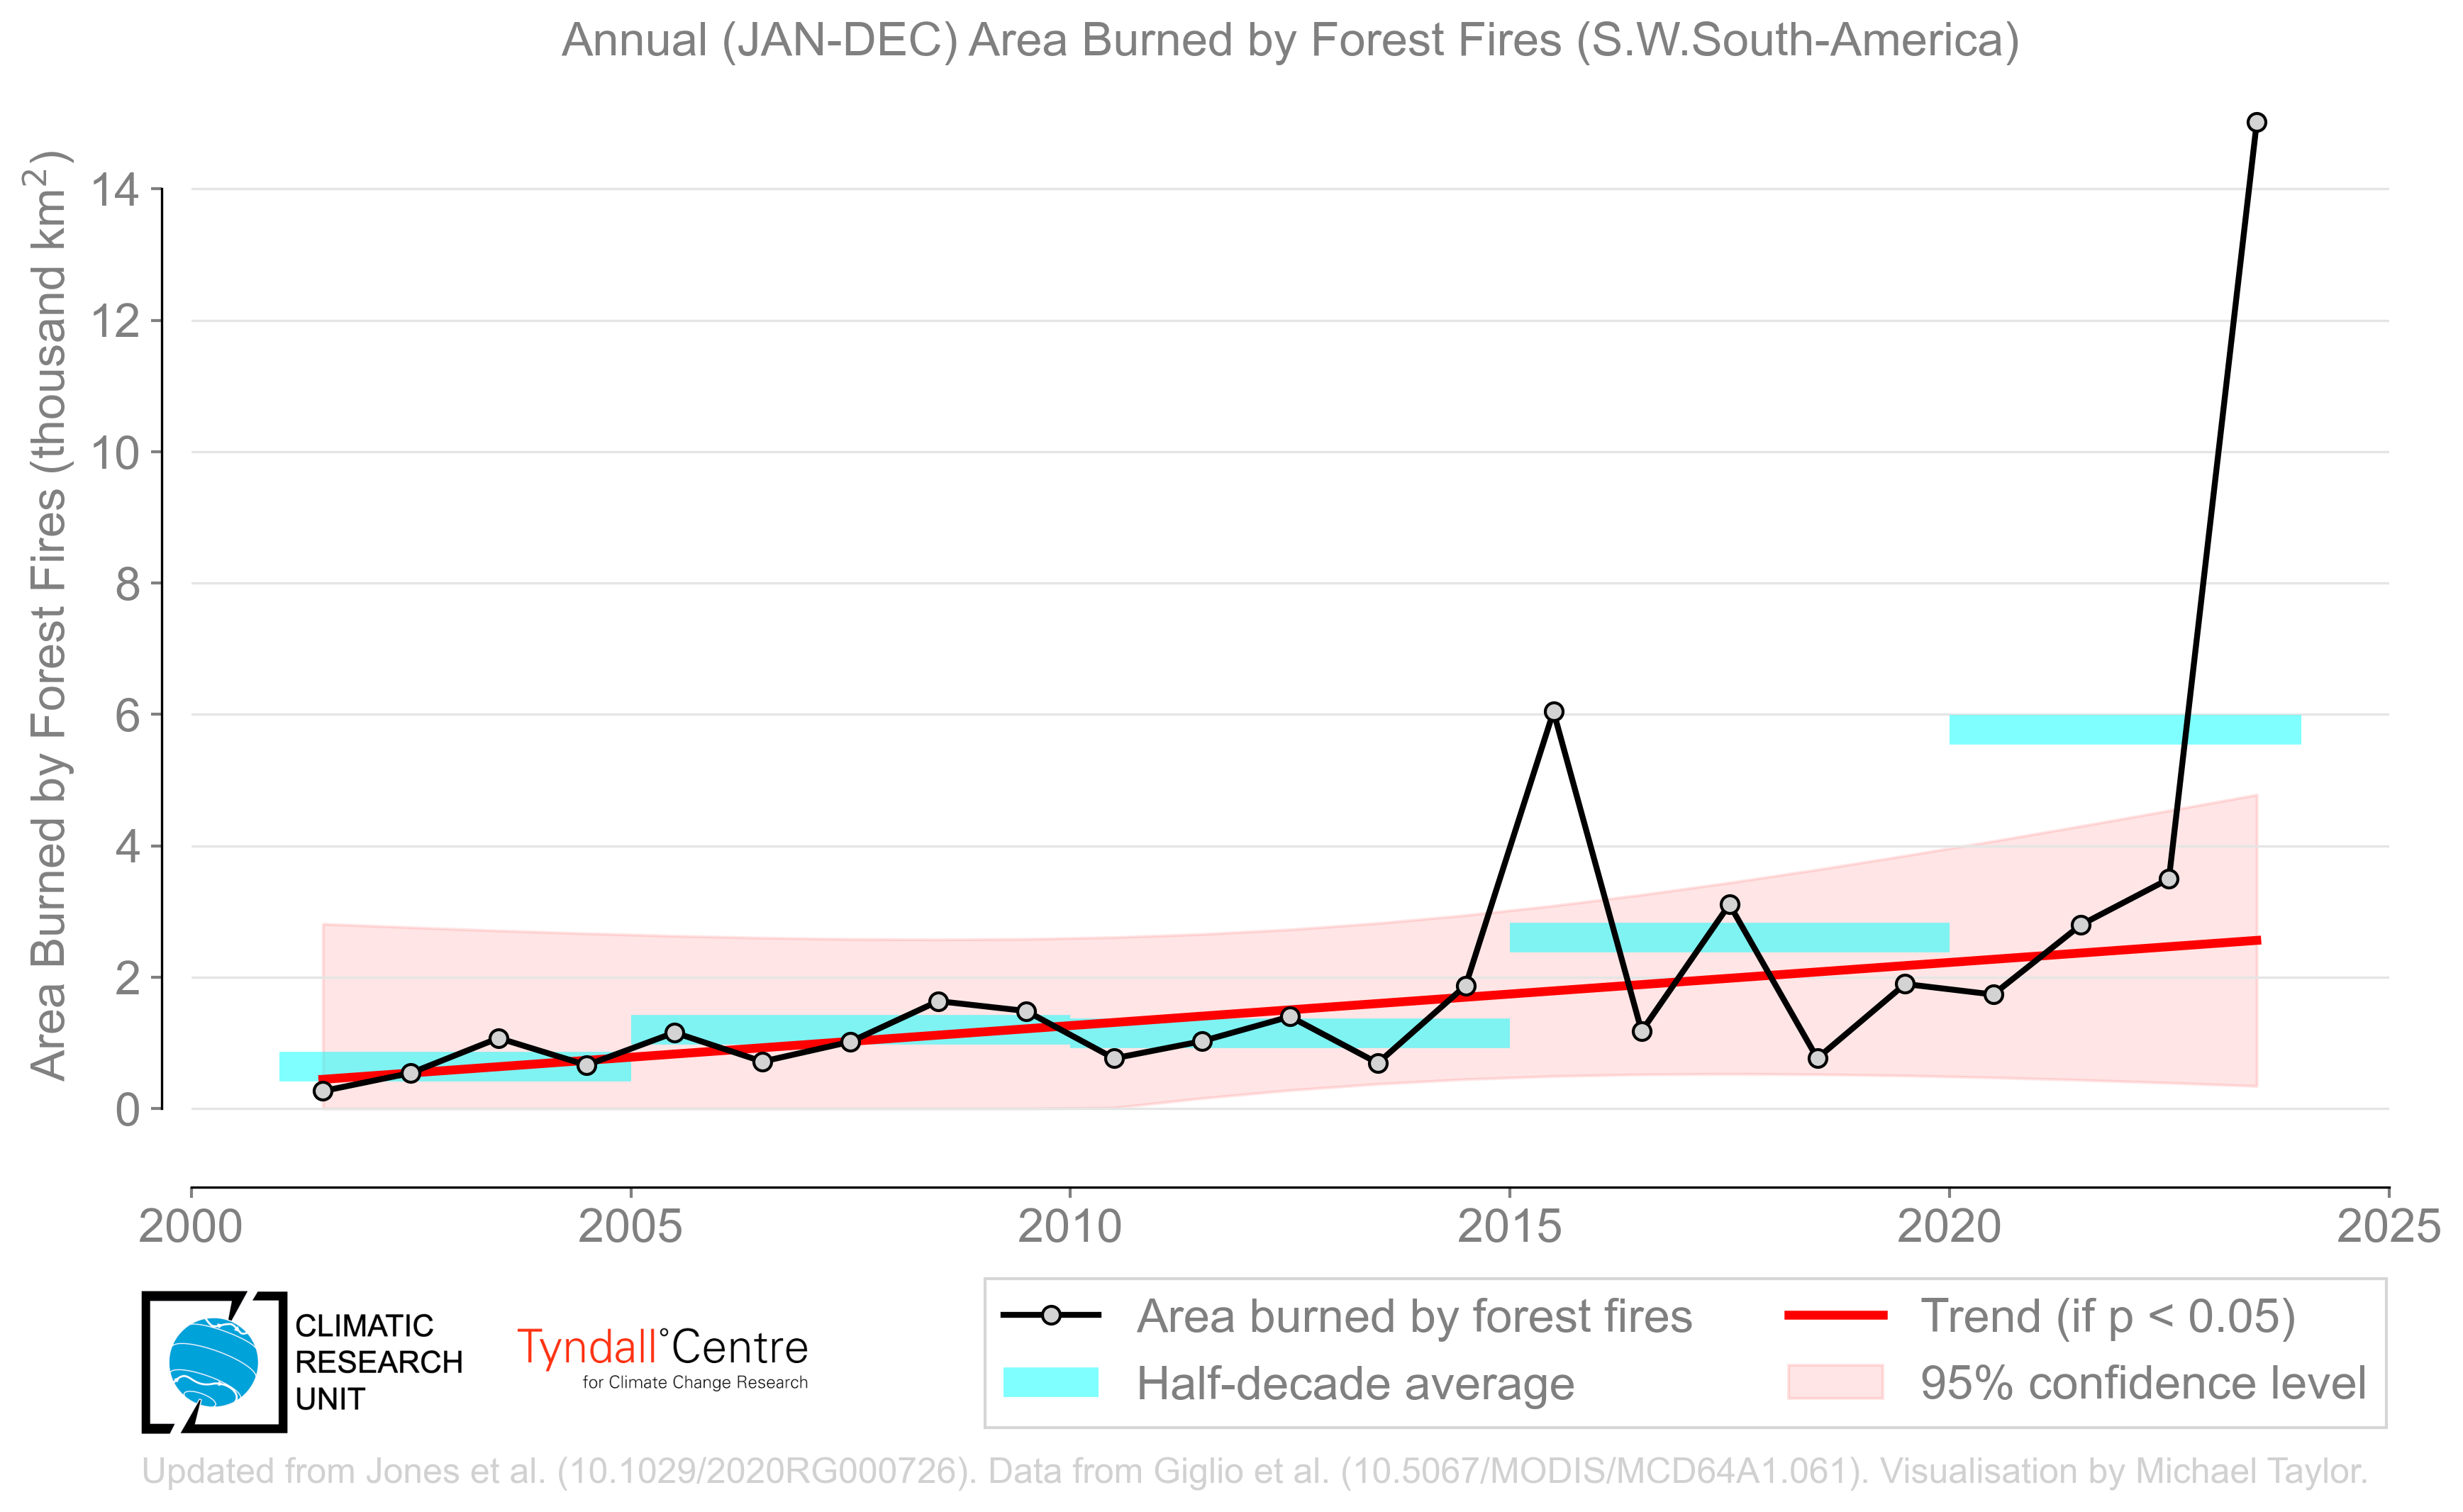 Annual (JAN-DEC) Area Burned by Forest Fires (S.W.South-America)
Area Burned by Forest Fires (thousand km²)
14
12
10
8
6
4
2
0
2000 2005 2010 2015 2020 2025
CLIMATIC
RESEARCH
UNIT
Tyndall°Centre
for Climate Change Research
Area burned by forest fires
Half-decade average
Trend (if p < 0.05)
95% confidence level
Updated from Jones et al. (10.1029/2020RG000726). Data from Giglio et al. (10.5067/MODIS/MCD64A1.061). Visualisation by Michael Taylor.